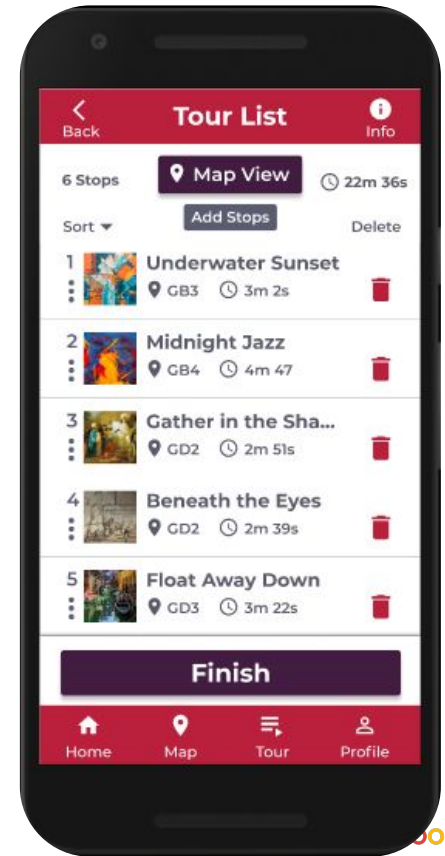 Tour List
Back
Info
6 Stops
Map View
22m 36s
Sort
Add Stops
Delete
1
Underwater Sunset
GB3 3m 2s
2
Midnight Jazz
GB4 4m 47
3
Gather in the Sha...
GD2 2m 51s
4
Beneath the Eyes
GD2 2m 39s
5
Float Away Down
GD3 3m 22s
Finish
Home Map Tour Profile